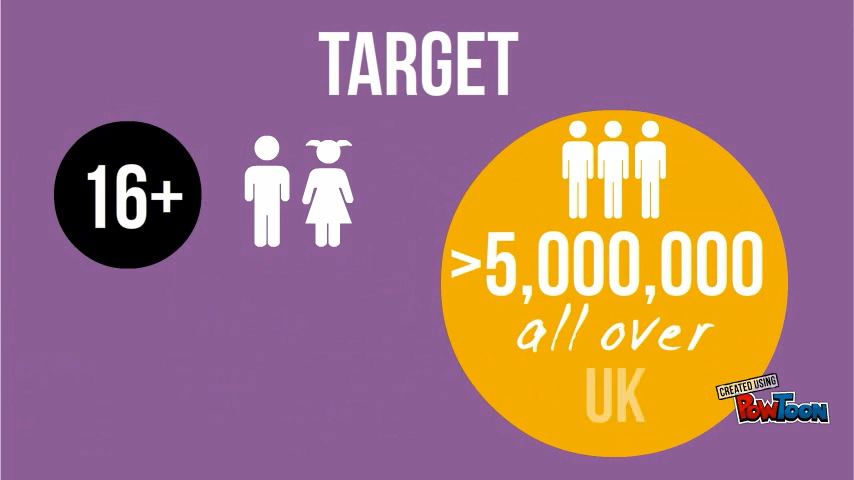 TARGET
16+
>5,000,000
all over
UK
CREATED USING
POWTOON